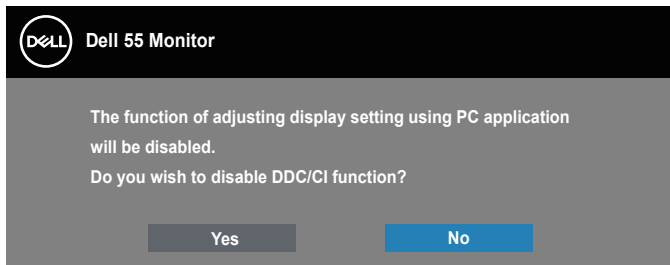 DELL
Dell 55 Monitor
The function of adjusting display setting using PC application
will be disabled.
Do you wish to disable DDC/CI function?
Yes
No